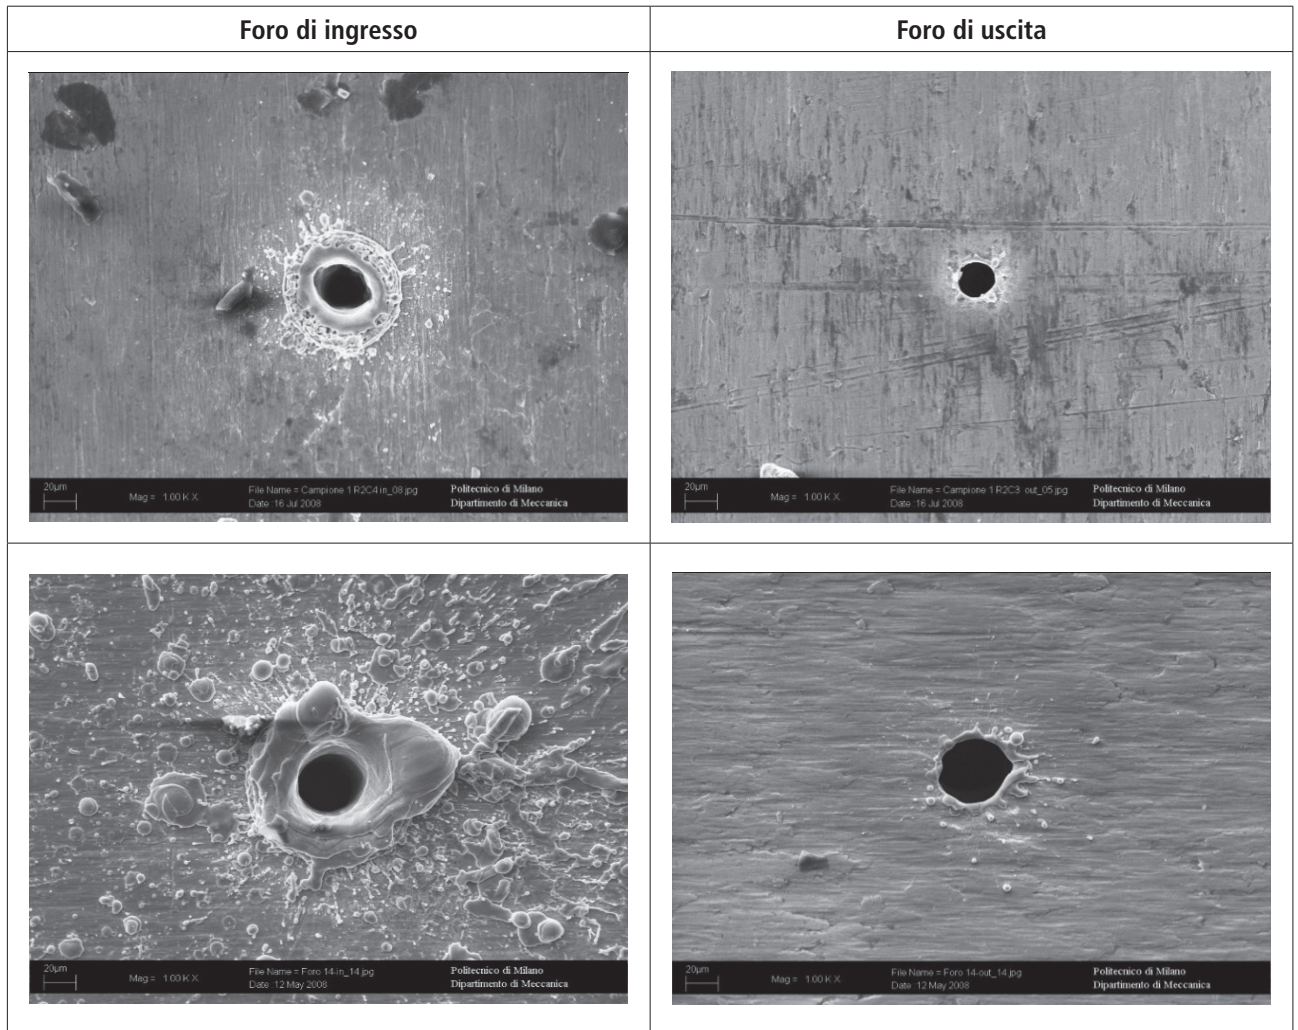 Foro di ingresso
Foro di uscita
20µm
Mag = 1.00 K X
File Name = Campione 1 R2C4 in_08.jpg
Date :16 Jul 2008
Politecnico di Milano
Dipartimento di Meccanica
20µm
Mag = 1.00 K X
File Name = Campione 1 R2C3 out_05.jpg
Date :16 Jul 2008
Politecnico di Milano
Dipartimento di Meccanica
20µm
Mag = 1.00 K X
File Name = Foro 14-in_14.jpg
Date :12 May 2008
Politecnico di Milano
Dipartimento di Meccanica
20µm
Mag = 1.00 K X
File Name = Foro 14-out_14.jpg
Date :12 May 2008
Politecnico di Milano
Dipartimento di Meccanica